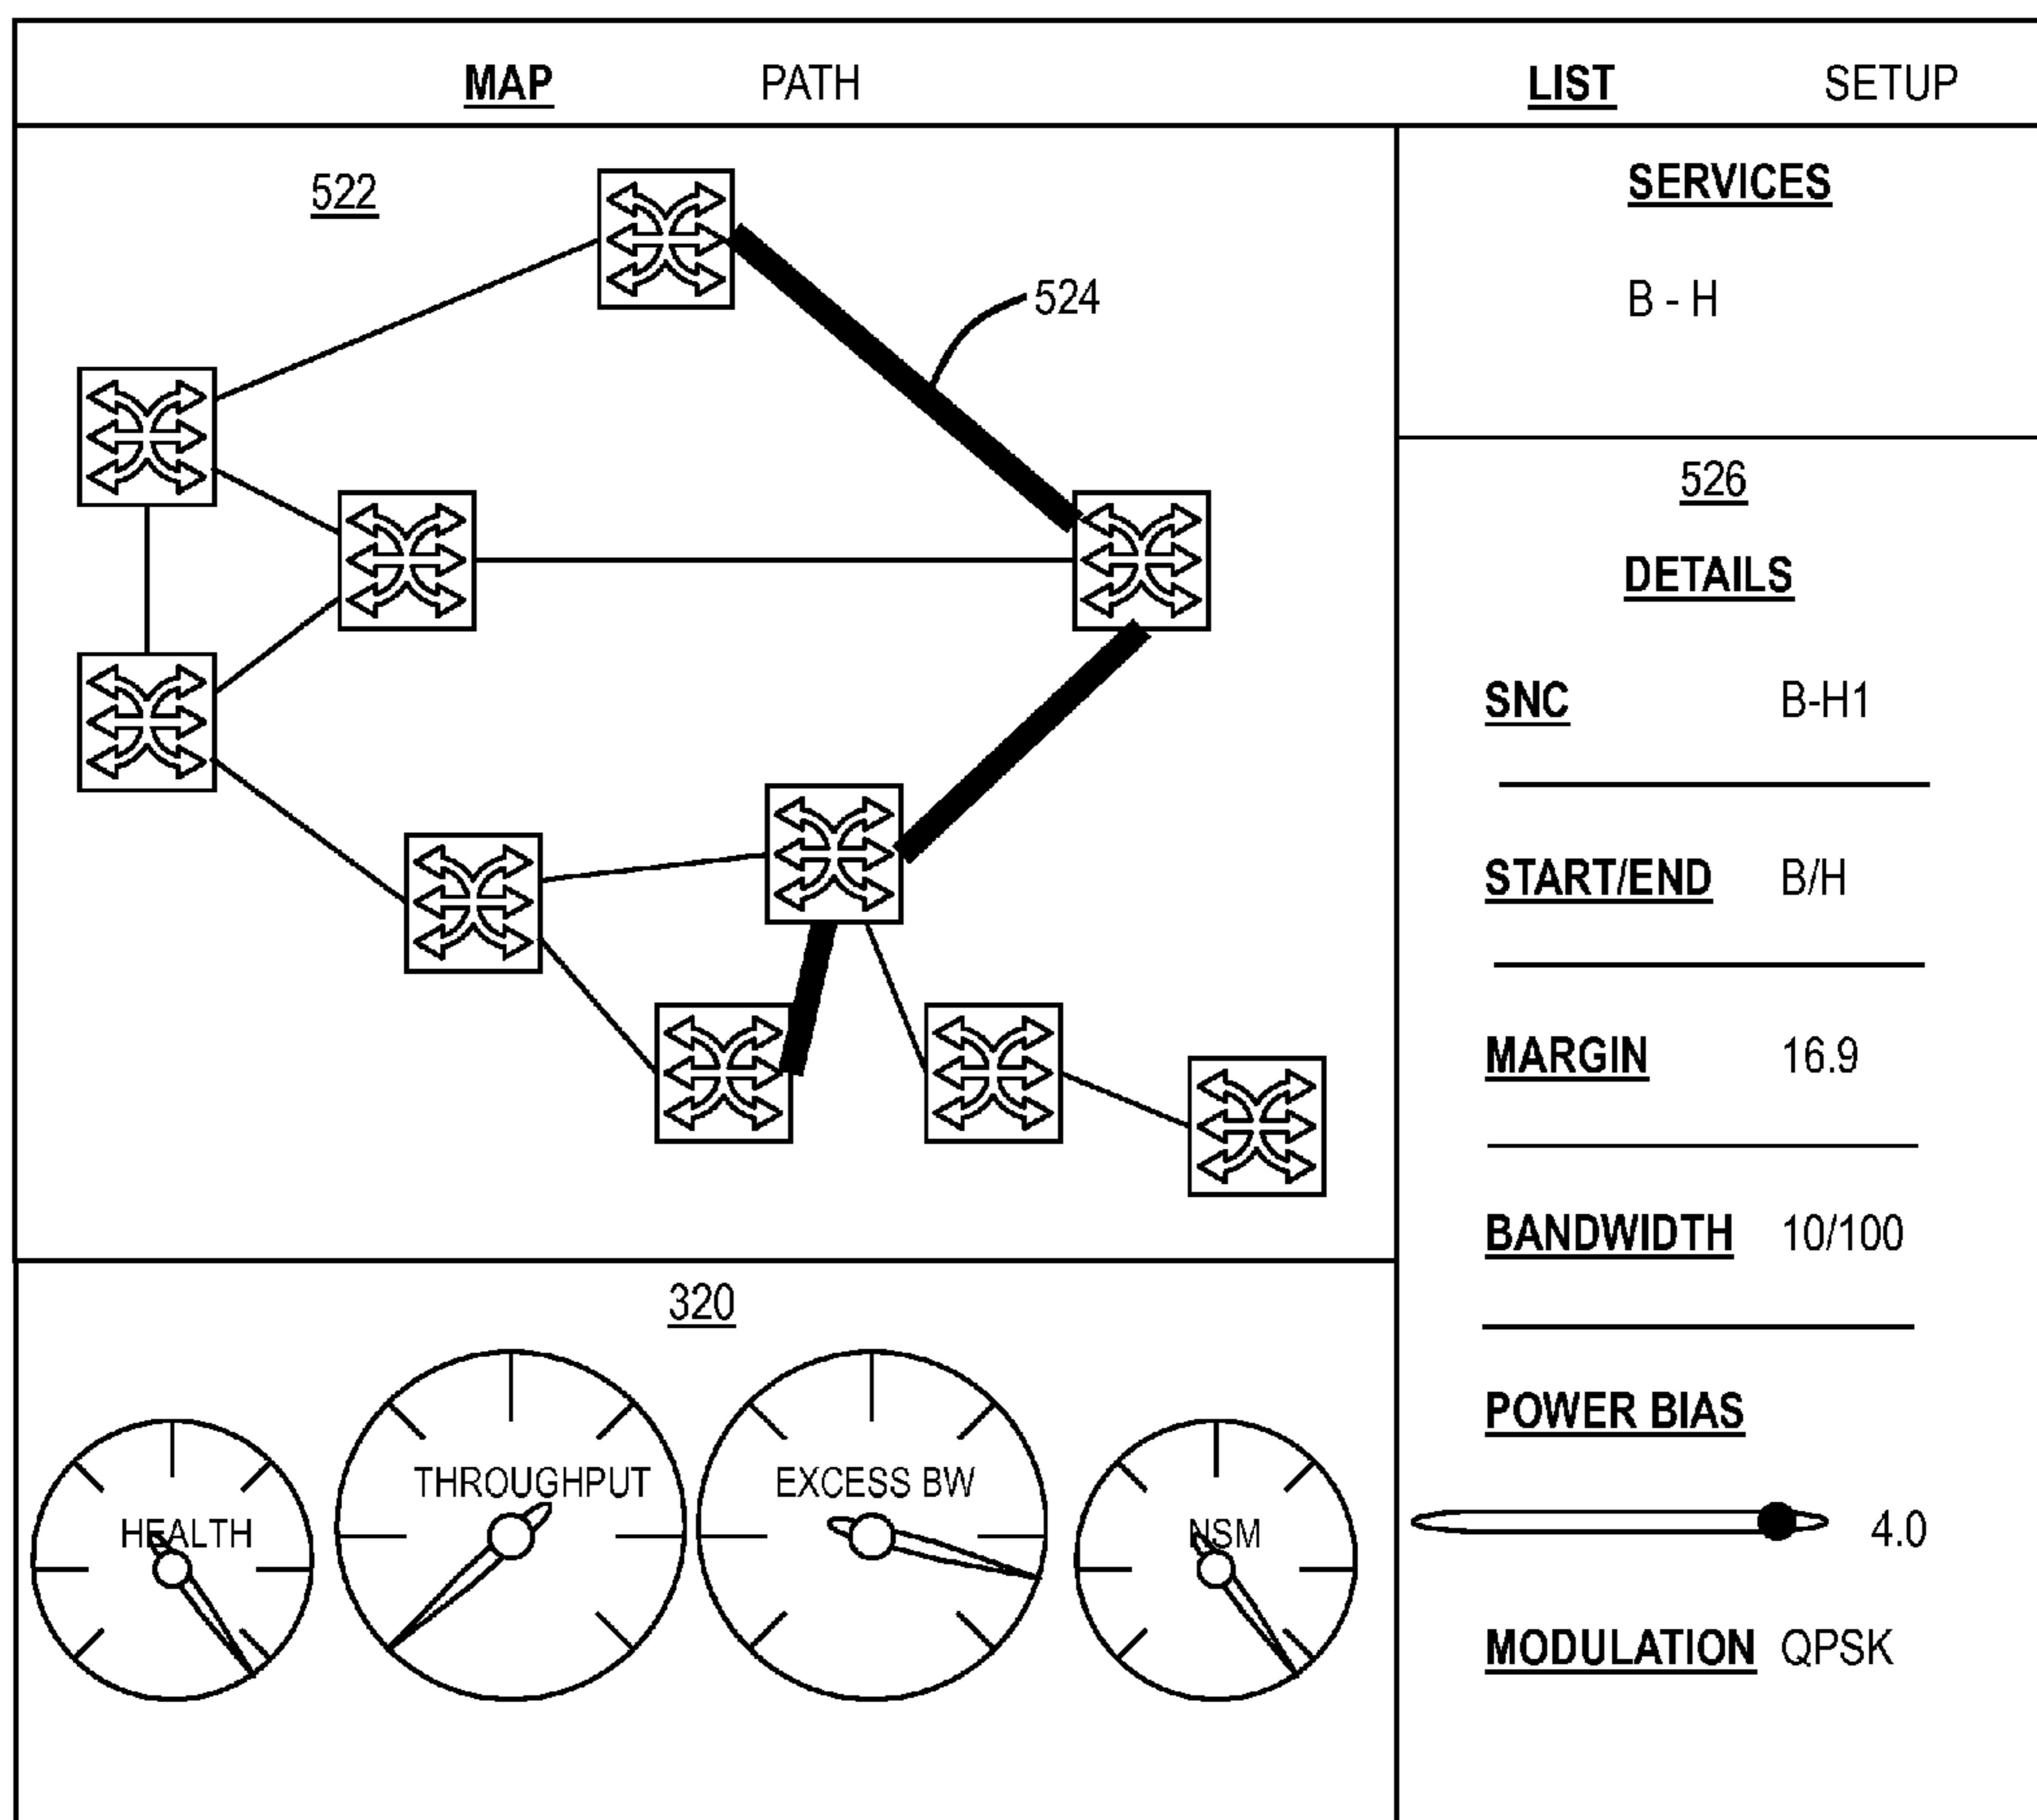 MAP PATH LIST SETUP
522
524
320
HEALTH
THROUGHPUT
EXCESS BW
NSM
SERVICES
B - H
526
DETAILS
SNC B-H1
START/END B/H
MARGIN 16.9
BANDWIDTH 10/100
POWER BIAS
4.0
MODULATION QPSK